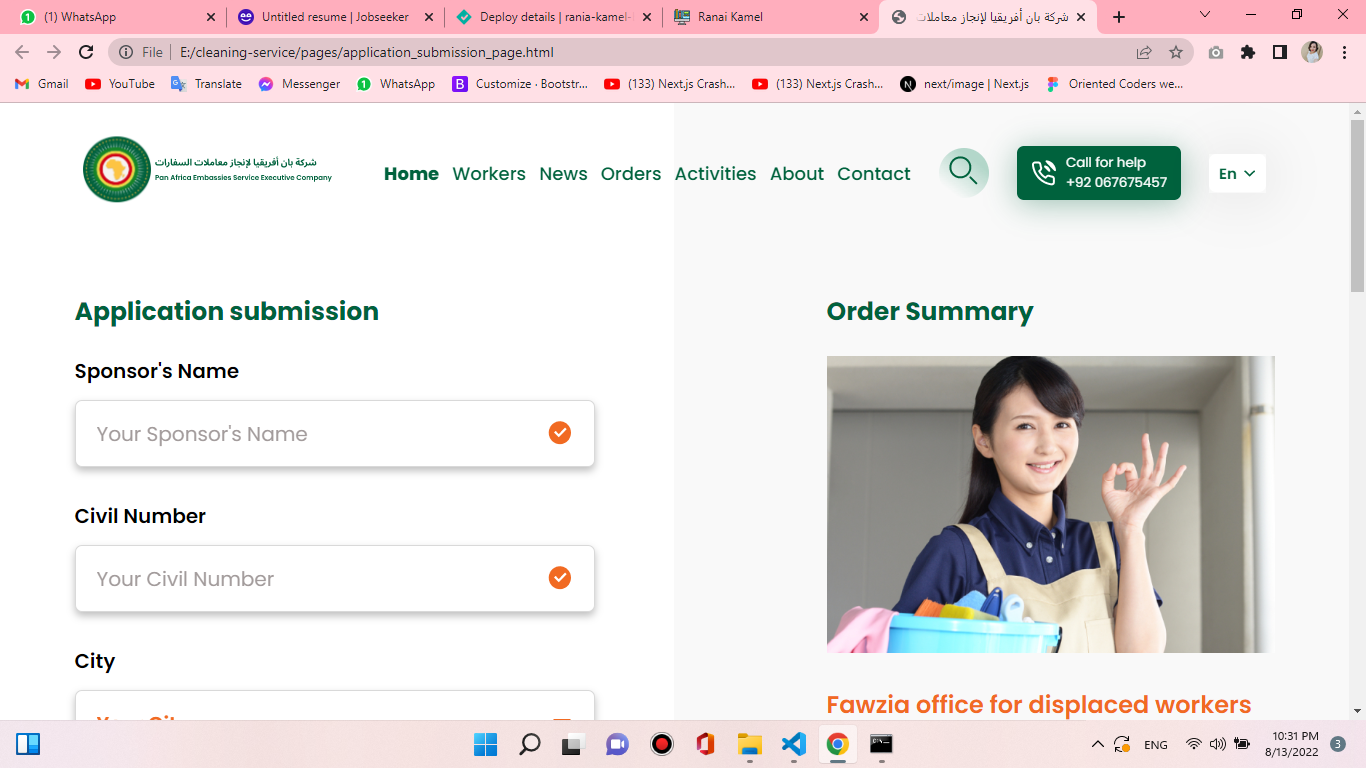 (1) WhatsApp
Untitled resume | Jobseeker
Deploy details | rania-kamel-
Ranai Kamel
شركة بان أفريقيا لإنجاز معاملات
File
E:/cleaning-service/pages/application_submission_page.html
Gmail
YouTube
Translate
Messenger
WhatsApp
Customize · Bootstr...
(133) Next.js Crash...
(133) Next.js Crash...
next/image | Next.js
Oriented Coders we...
شركة بان أفريقيا لإنجاز معاملات السفارات
Pan Africa Embassies Service Executive Company
Home Workers News Orders Activities About Contact
Call for help
+92 067675457
En
Application submission
Sponsor's Name
Your Sponsor's Name
Civil Number
Your Civil Number
City
Order Summary
Fawzia office for displaced workers
ENG
10:31 PM
8/13/2022
3